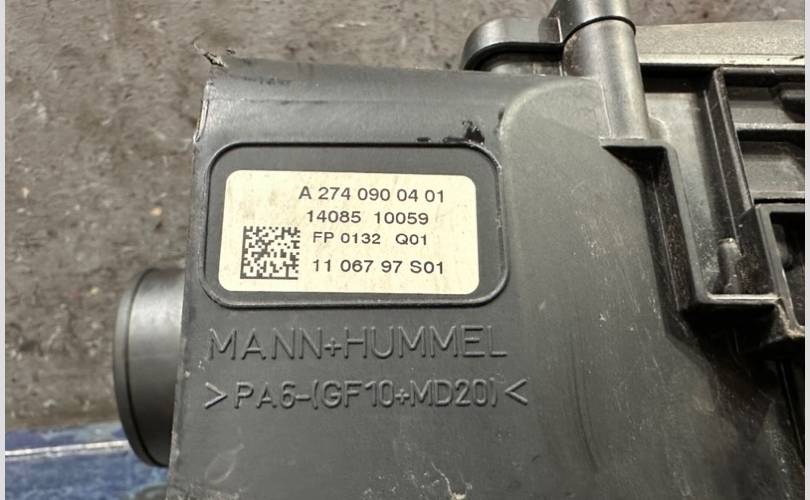 A 274 090 04 01
14085 10059
FP 0132 Q01
11 067 97 S01
MANN+HUMMEL
>PA6-(GF10+MD20)<